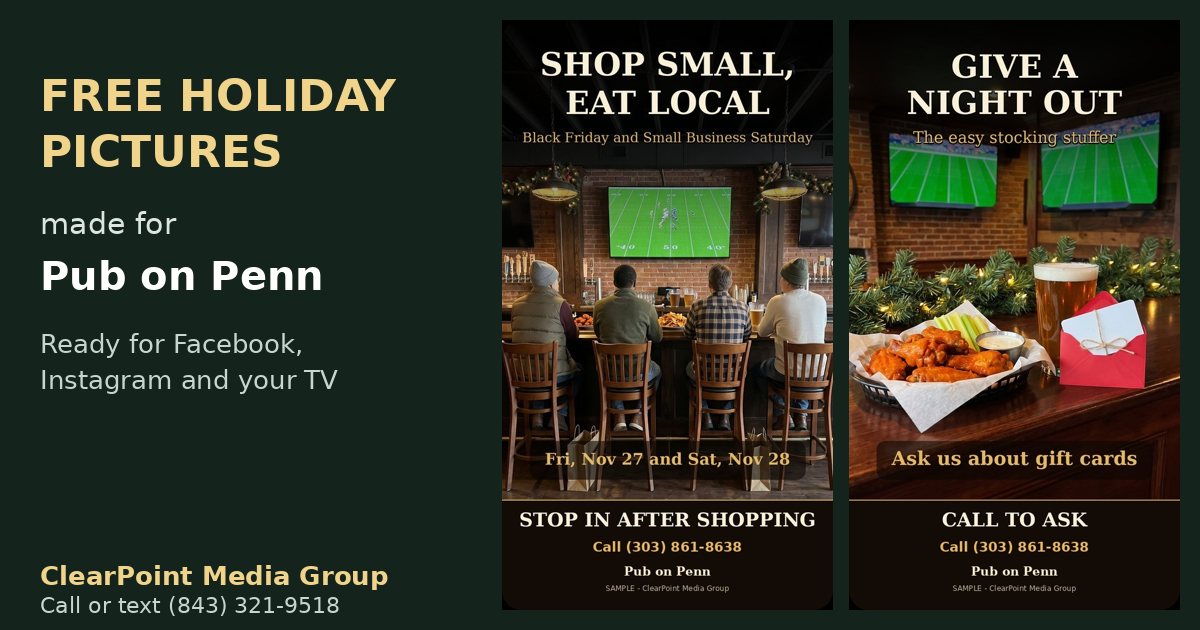 FREE HOLIDAY
PICTURES
made for
Pub on Penn
Ready for Facebook,
Instagram and your TV
ClearPoint Media Group
Call or text (843) 321-9518
SHOP SMALL,
EAT LOCAL
Black Friday and Small Business Saturday
Fri, Nov 27 and Sat, Nov 28
STOP IN AFTER SHOPPING
Call (303) 861-8638
Pub on Penn
SAMPLE - ClearPoint Media Group
GIVE A
NIGHT OUT
The easy stocking stuffer
Ask us about gift cards
CALL TO ASK
Call (303) 861-8638
Pub on Penn
SAMPLE - ClearPoint Media Group